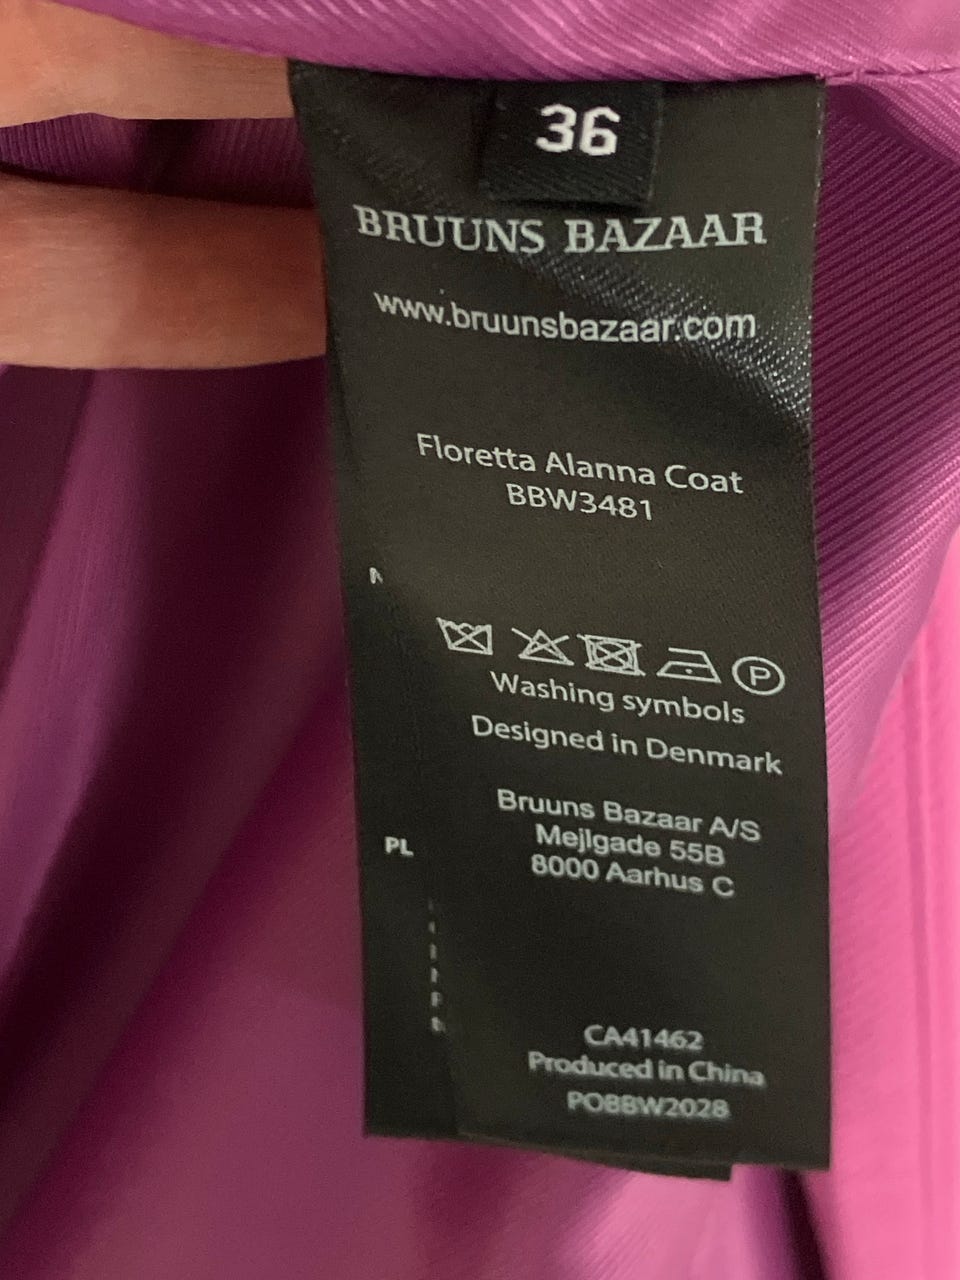 36
BRUUNS BAZAAR
www.bruunsbazaar.com
Floretta Alanna Coat
BBW3481
P
Washing symbols
Designed in Denmark
Bruuns Bazaar A/S
Mejlgade 55B
8000 Aarhus C
PL
CA41462
Produced in China
POBBW2028